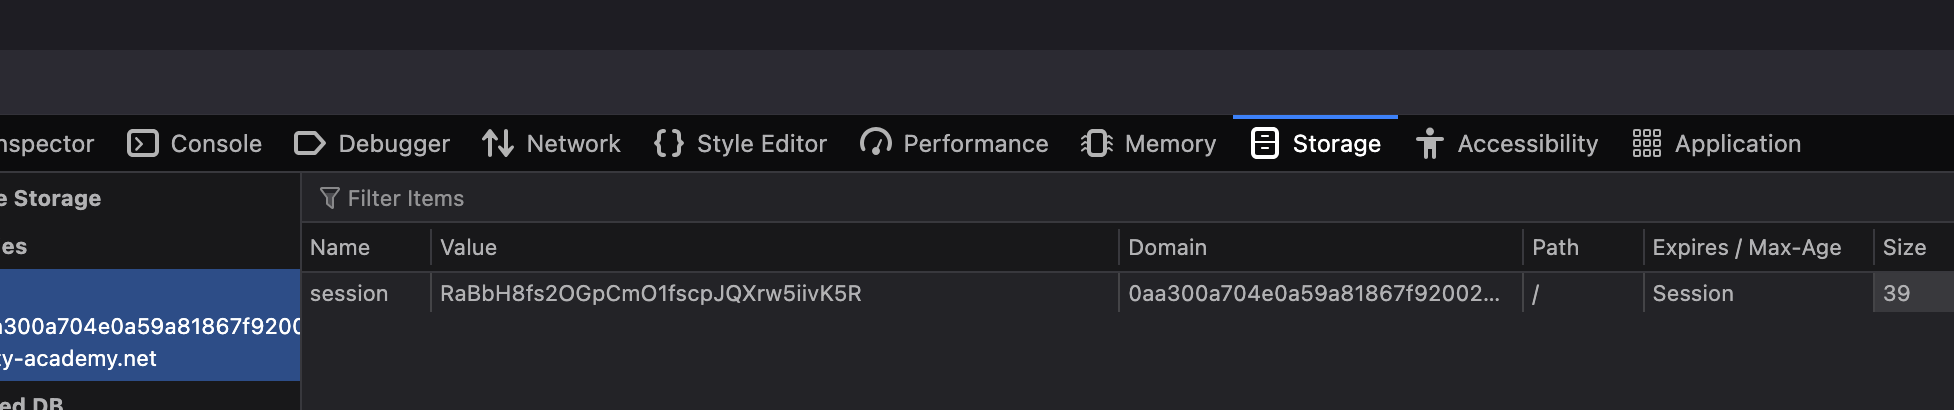 nspector Console Debugger Network Style Editor Performance Memory Storage Accessibility Application
e Storage
Filter Items
es
Name Value Domain Path Expires / Max-Age Size
session RaBbH8fs2OGpCmO1fscpJQXrw5iivK5R 0aa300a704e0a59a81867f92002... / Session 39
a300a704e0a59a81867f9200
ty-academy.net
ed DB